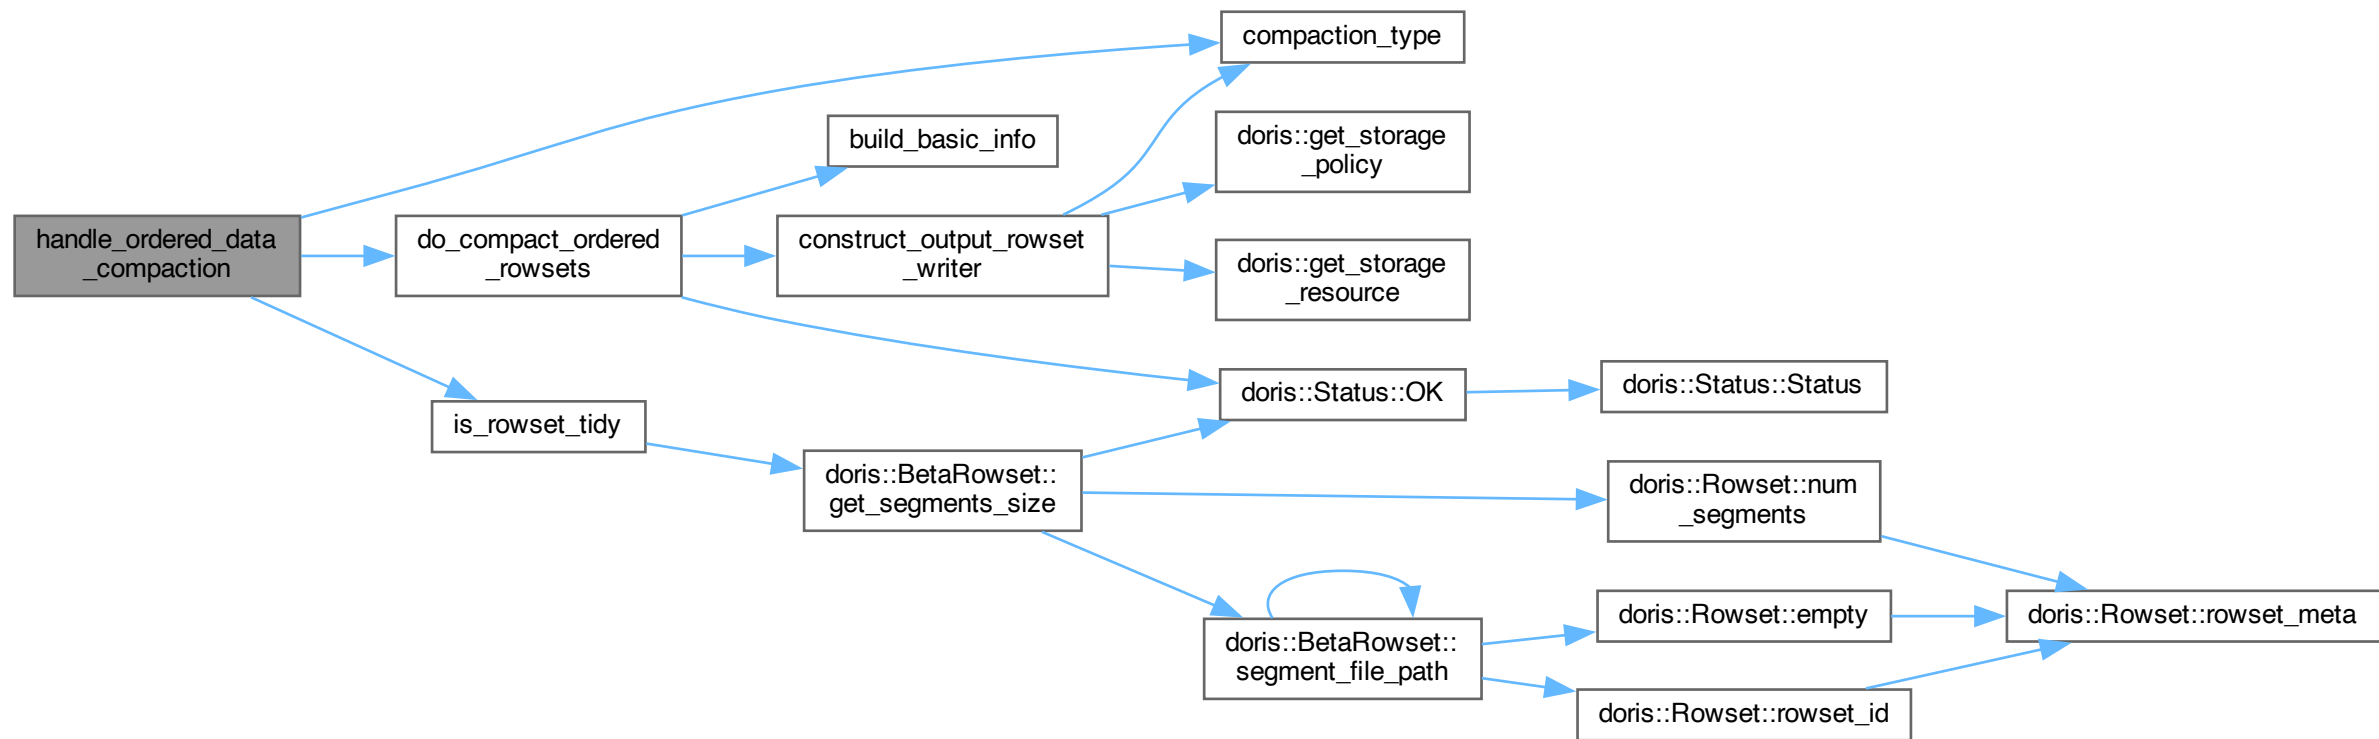 compaction_type
build_basic_info
doris::get_storage
_policy
handle_ordered_data
_compaction
do_compact_ordered
_rowsets
construct_output_rowset
_writer
doris::get_storage
_resource
is_rowset_tidy
doris::Status::OK
doris::Status::Status
doris::BetaRowset::
get_segments_size
doris::Rowset::num
_segments
doris::BetaRowset::
segment_file_path
doris::Rowset::empty
doris::Rowset::rowset_meta
doris::Rowset::rowset_id